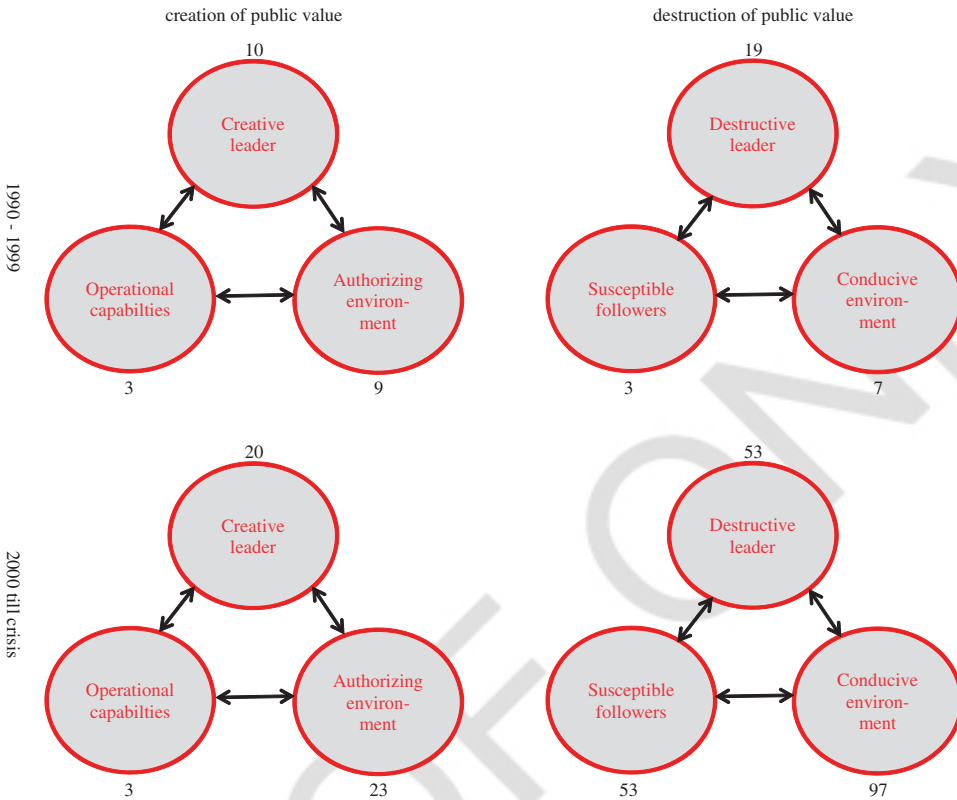 creation of public value
destruction of public value
1990 - 1999
10
Creative
leader
Operational
capabilties
3
Authorizing
environ-
ment
9
19
Destructive
leader
Susceptible
followers
3
Conducive
environ-
ment
7
2000 till crisis
20
Creative
leader
Operational
capabilties
3
Authorizing
environ-
ment
23
53
Destructive
leader
Susceptible
followers
53
Conducive
environ-
ment
97